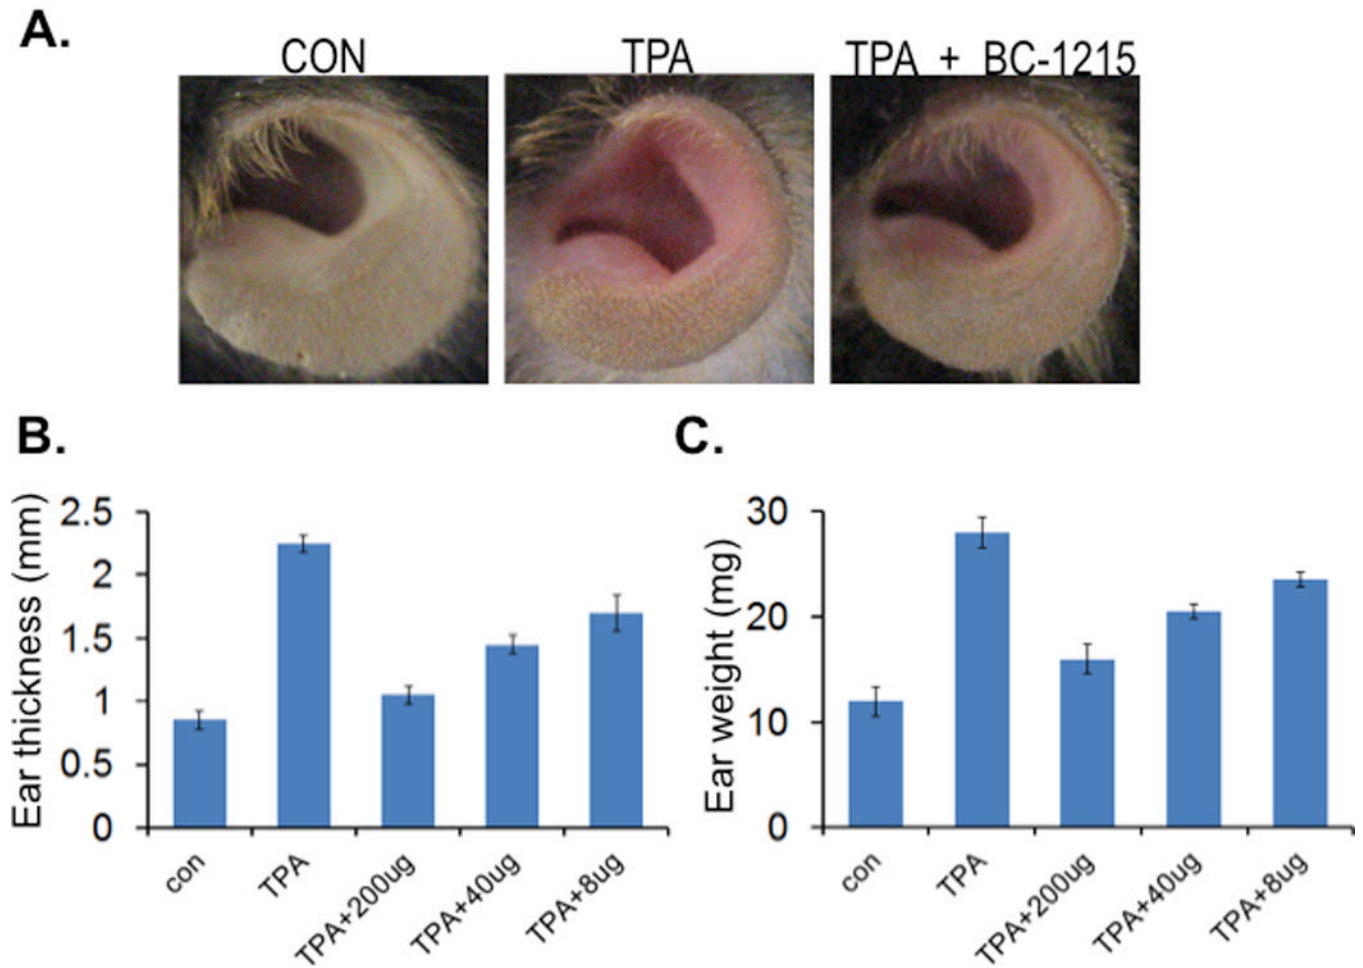 A.
CON
TPA
TPA + BC-1215
B.
Ear thickness (mm)
2.5
2
1.5
1
0.5
0
con
TPA
TPA+200ug
TPA+40ug
TPA+8ug
C.
Ear weight (mg)
30
20
10
0
con
TPA
TPA+200ug
TPA+40ug
TPA+8ug